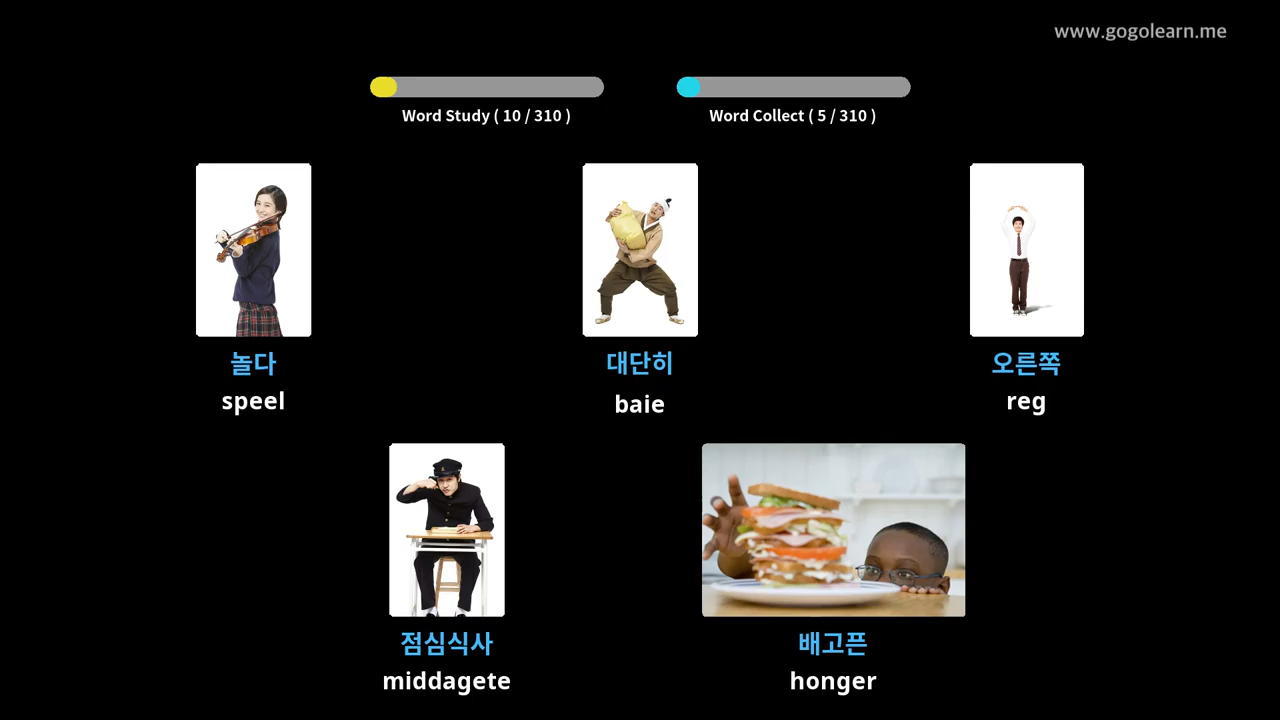 www.gogolearn.me
Word Study ( 10 / 310 )
Word Collect ( 5 / 310 )
놀다
speel
대단히
baie
오른쪽
reg
점심식사
middagete
배고픈
honger